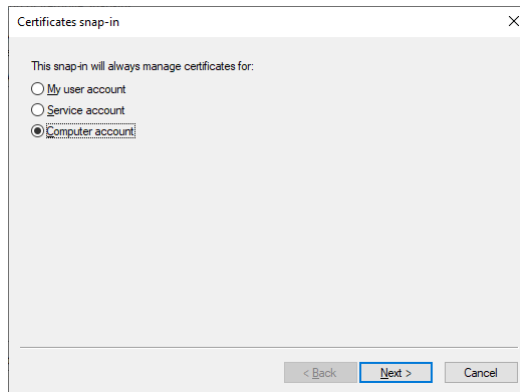 Certificates snap-in
This snap-in will always manage certificates for:
My user account
Service account
Computer account
< Back Next > Cancel